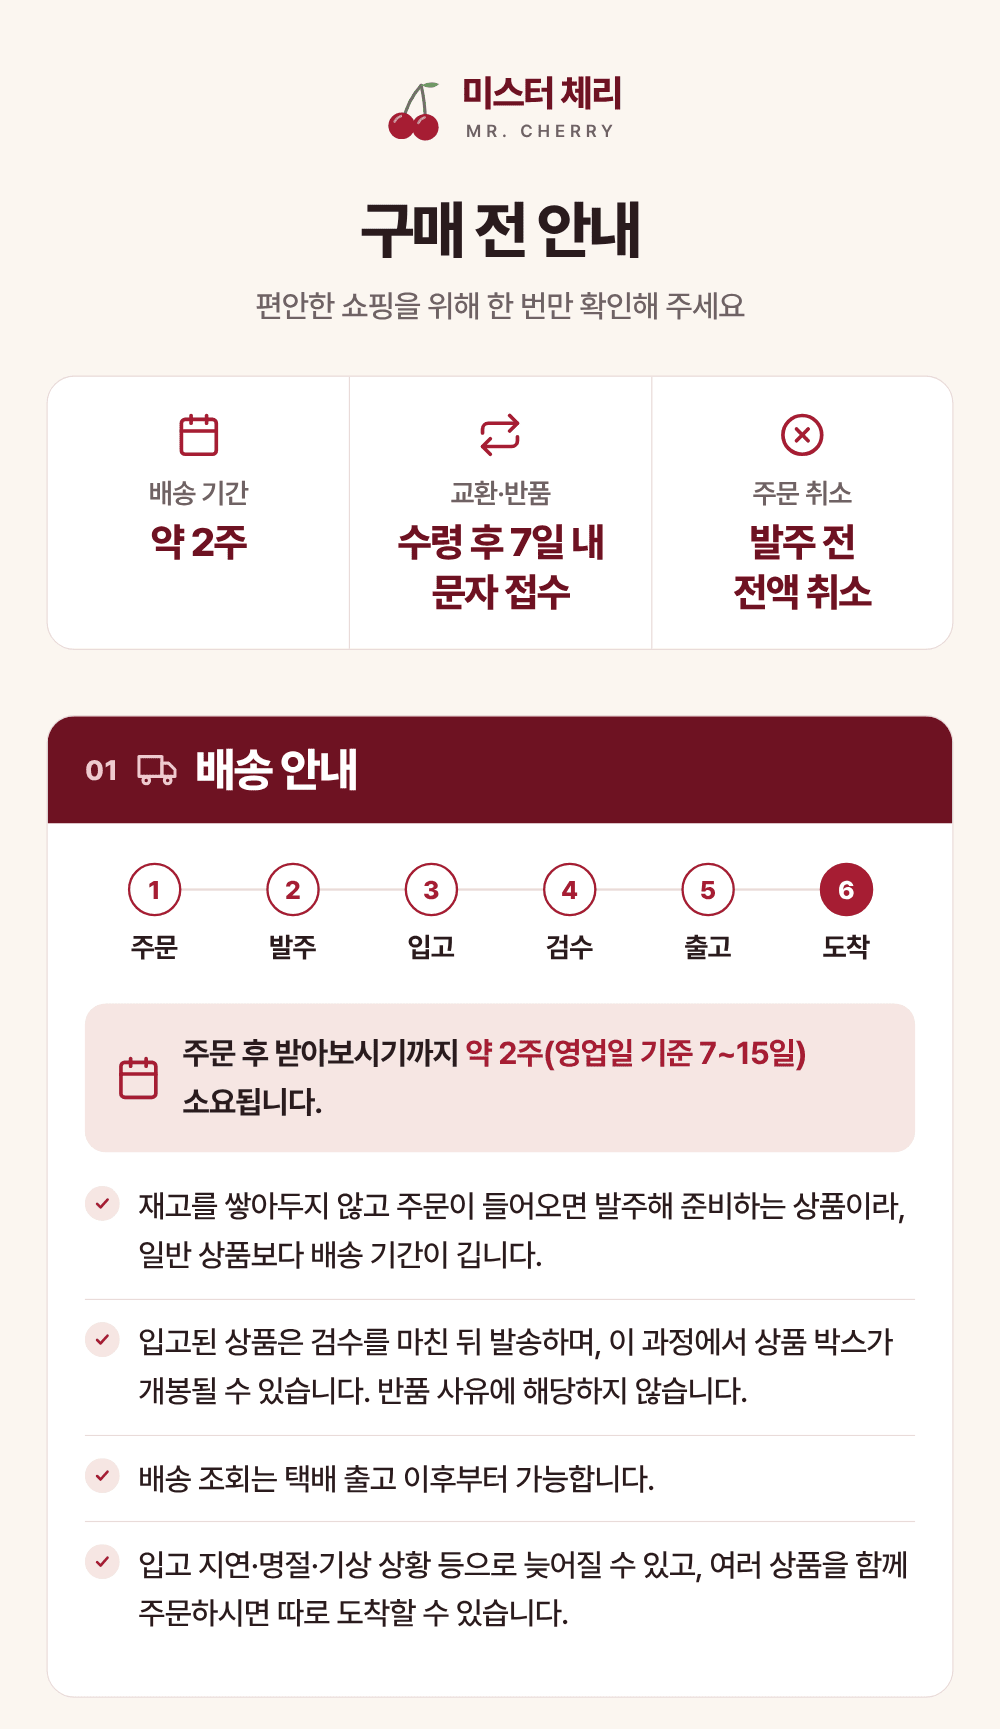 미스터 체리
MR. CHERRY
구매 전 안내
편안한 쇼핑을 위해 한 번만 확인해 주세요
배송 기간
약 2주
교환·반품
수령 후 7일 내
문자 접수
주문 취소
발주 전
전액 취소
01 배송 안내
1 2 3 4 5 6
주문 발주 입고 검수 출고 도착
주문 후 받아보시기까지 약 2주(영업일 기준 7~15일)
소요됩니다.
재고를 쌓아두지 않고 주문이 들어오면 발주해 준비하는 상품이라,
일반 상품보다 배송 기간이 깁니다.
입고된 상품은 검수를 마친 뒤 발송하며, 이 과정에서 상품 박스가
개봉될 수 있습니다. 반품 사유에 해당하지 않습니다.
배송 조회는 택배 출고 이후부터 가능합니다.
입고 지연·명절·기상 상황 등으로 늦어질 수 있고, 여러 상품을 함께
주문하시면 따로 도착할 수 있습니다.